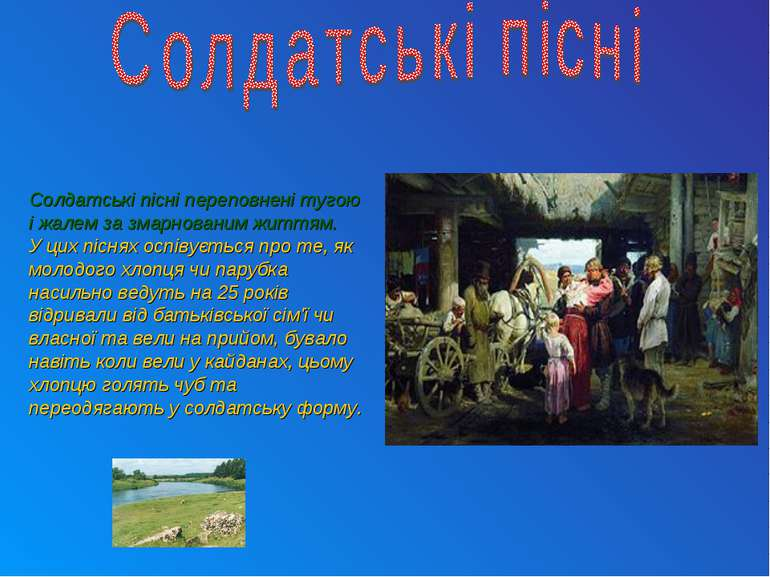 Солдатські пісні
Солдатські пісні переповнені тугою
і жалем за змарнованим життям.
У цих піснях оспівується про те, як
молодого хлопця чи парубка
насильно ведуть на 25 років
відривали від батьківської сім'ї чи
власної та вели на прийом, бувало
навіть коли вели у кайданах, цьому
хлопцю голять чуб та
переодягають у солдатську форму.